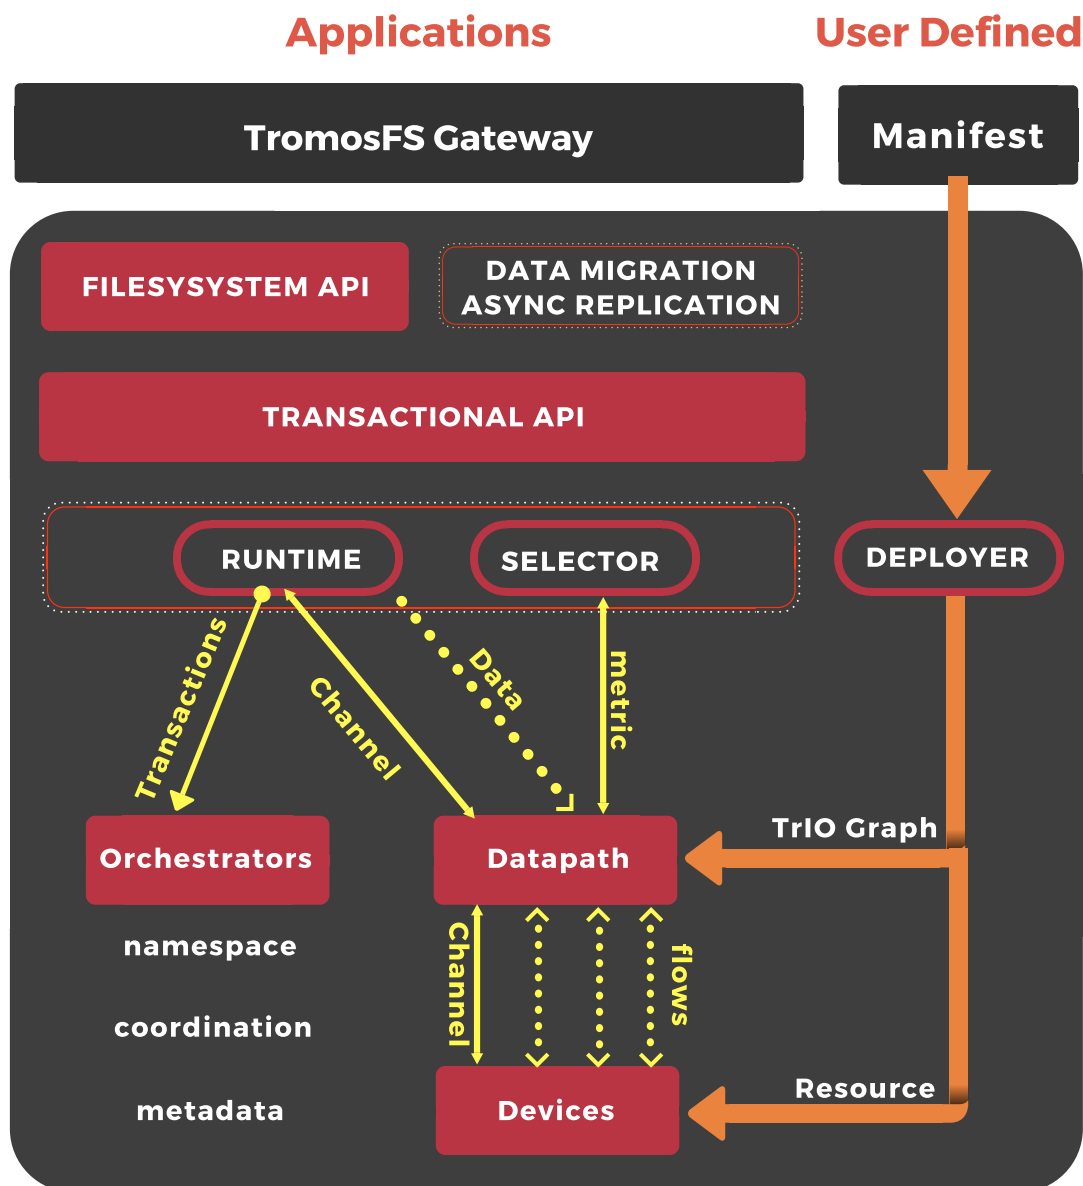 Applications
User Defined
TromosFS Gateway
Manifest
FILESYSYSTEM API
DATA MIGRATION
ASYNC REPLICATION
TRANSACTIONAL API
RUNTIME
SELECTOR
DEPLOYER
Transactions
Channel
Data
metric
TrIO Graph
Orchestrators
Datapath
namespace
coordination
metadata
Channel
flows
Resource
Devices